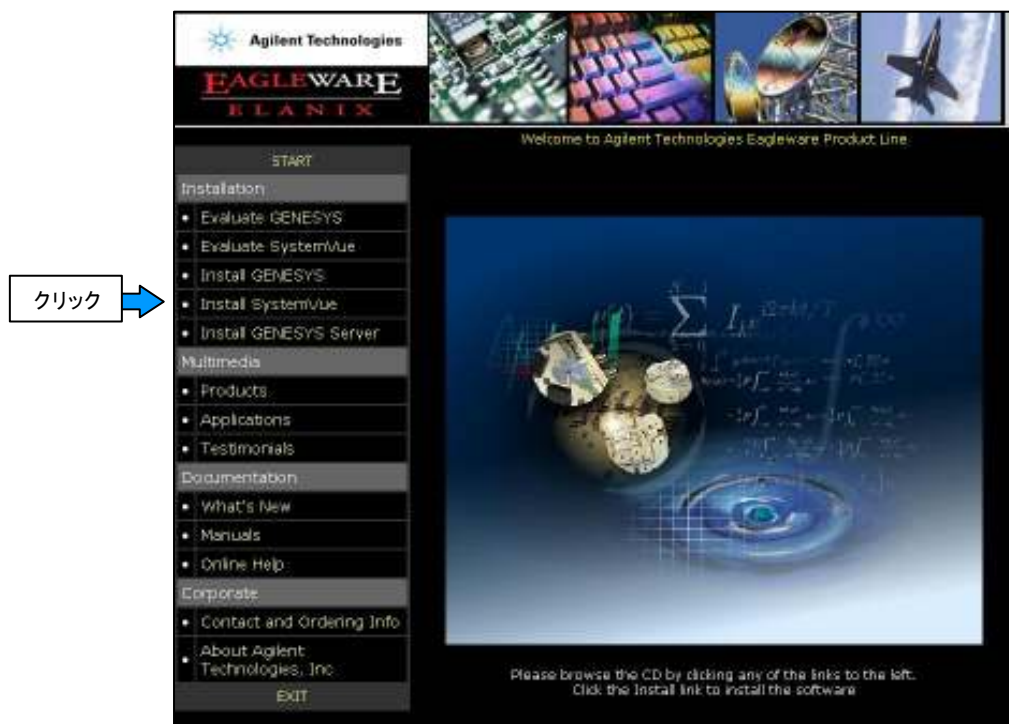 Agilent Technologies
EAGLEWARE
ELANIX
Welcome to Agilent Technologies Eagleware Product Line
START
Installation
• Evaluate GENESYS
• Evaluate SystemVue
• Install GENESYS
クリック
• Install SystemVue
• Install GENESYS Server
Multimedia
• Products
• Applications
• Testimonials
Documentation
• What's New
• Manuals
• Online Help
Corporate
• Contact and Ordering Info
• About Agilent
Technologies, Inc
EXIT
Please browse the CD by clicking any of the links to the left.
Click the Install link to install the software